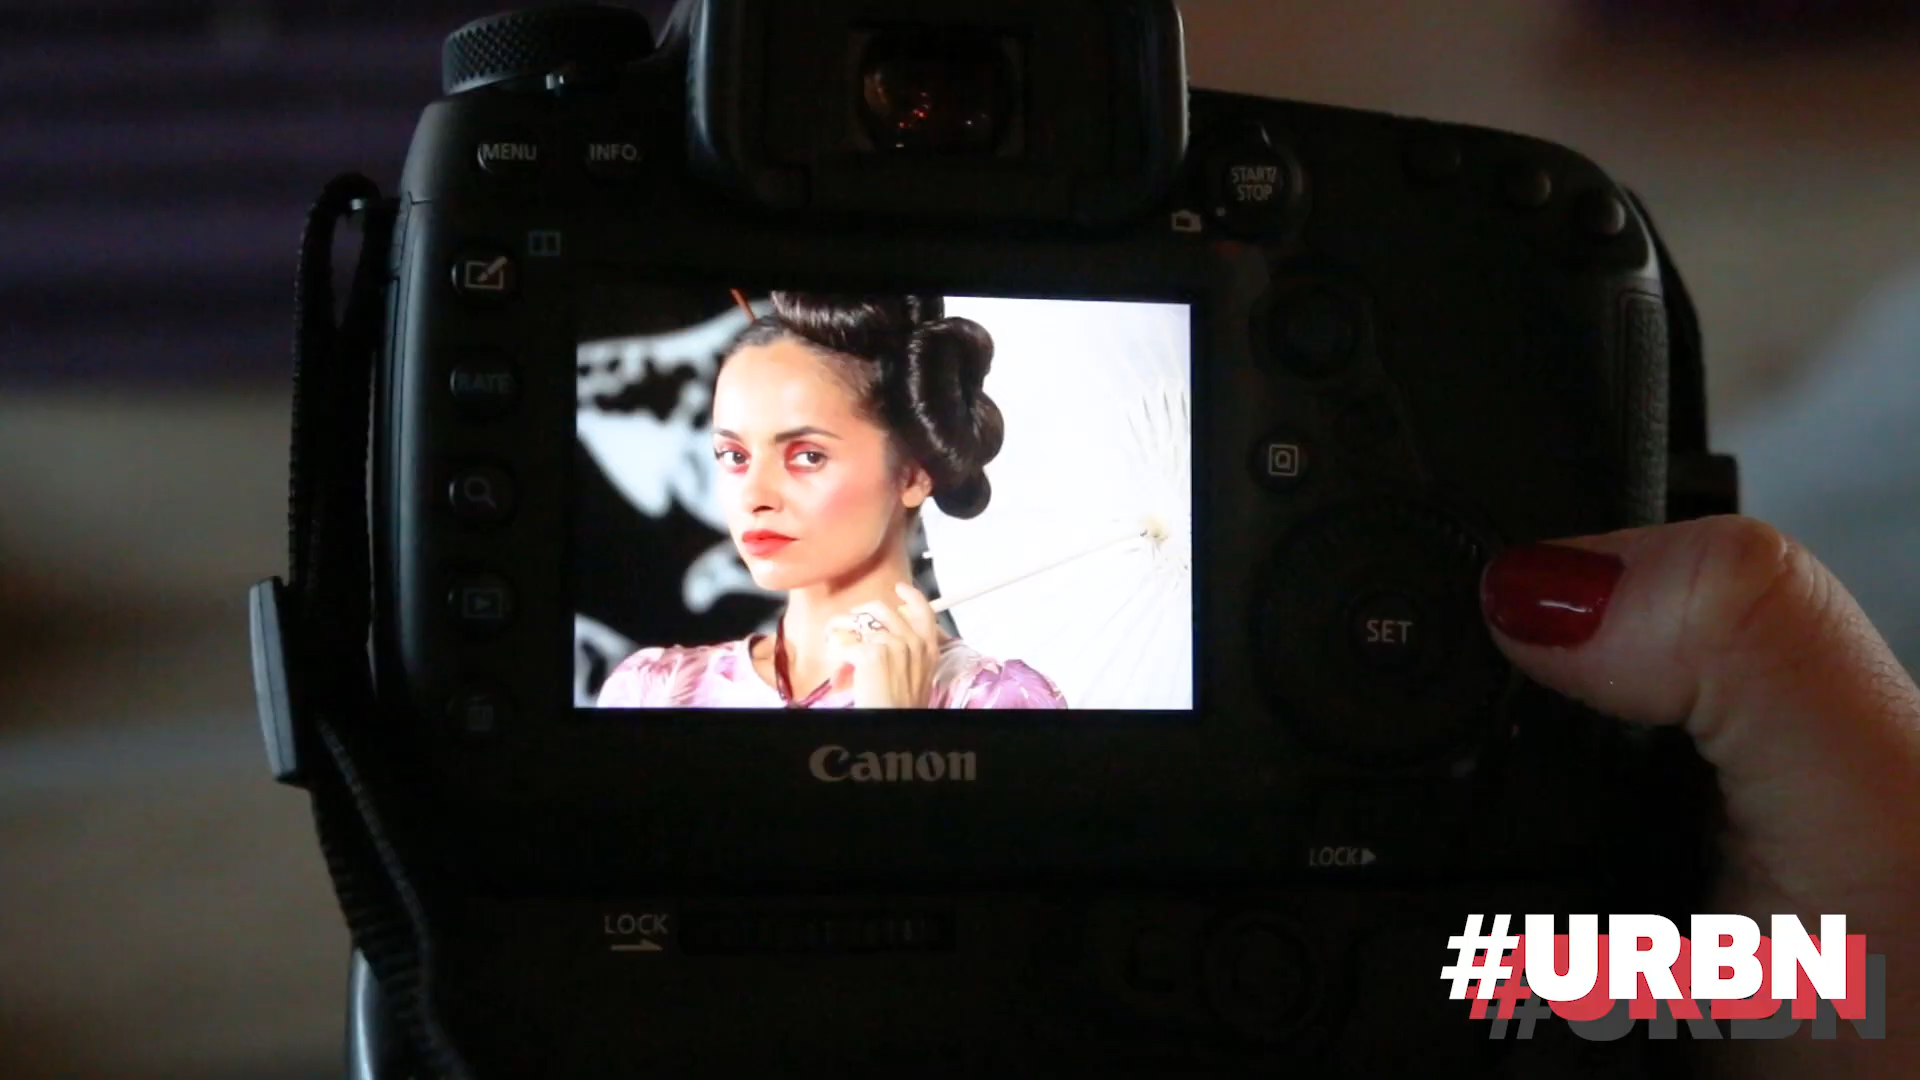 MENU
INFO.
START/
STOP
RATE
Q
SET
Canon
LOCK▶
LOCK
#URBN